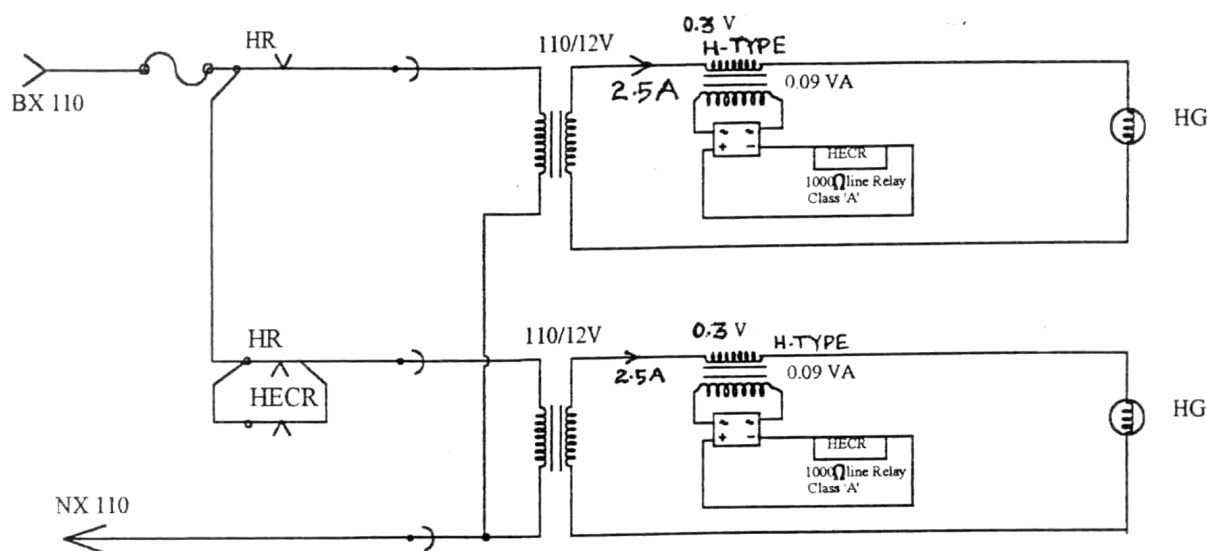 0.3 V
HR
110/12V
H-TYPE
BX 110
2.5A
0.09 VA
HG
+
-
HECR
1000Ω line Relay
Class 'A'
HR
110/12V
0.3 V
H-TYPE
2.5A
0.09 VA
HECR
HG
+
-
HECR
1000Ω line Relay
Class 'A'
NX 110